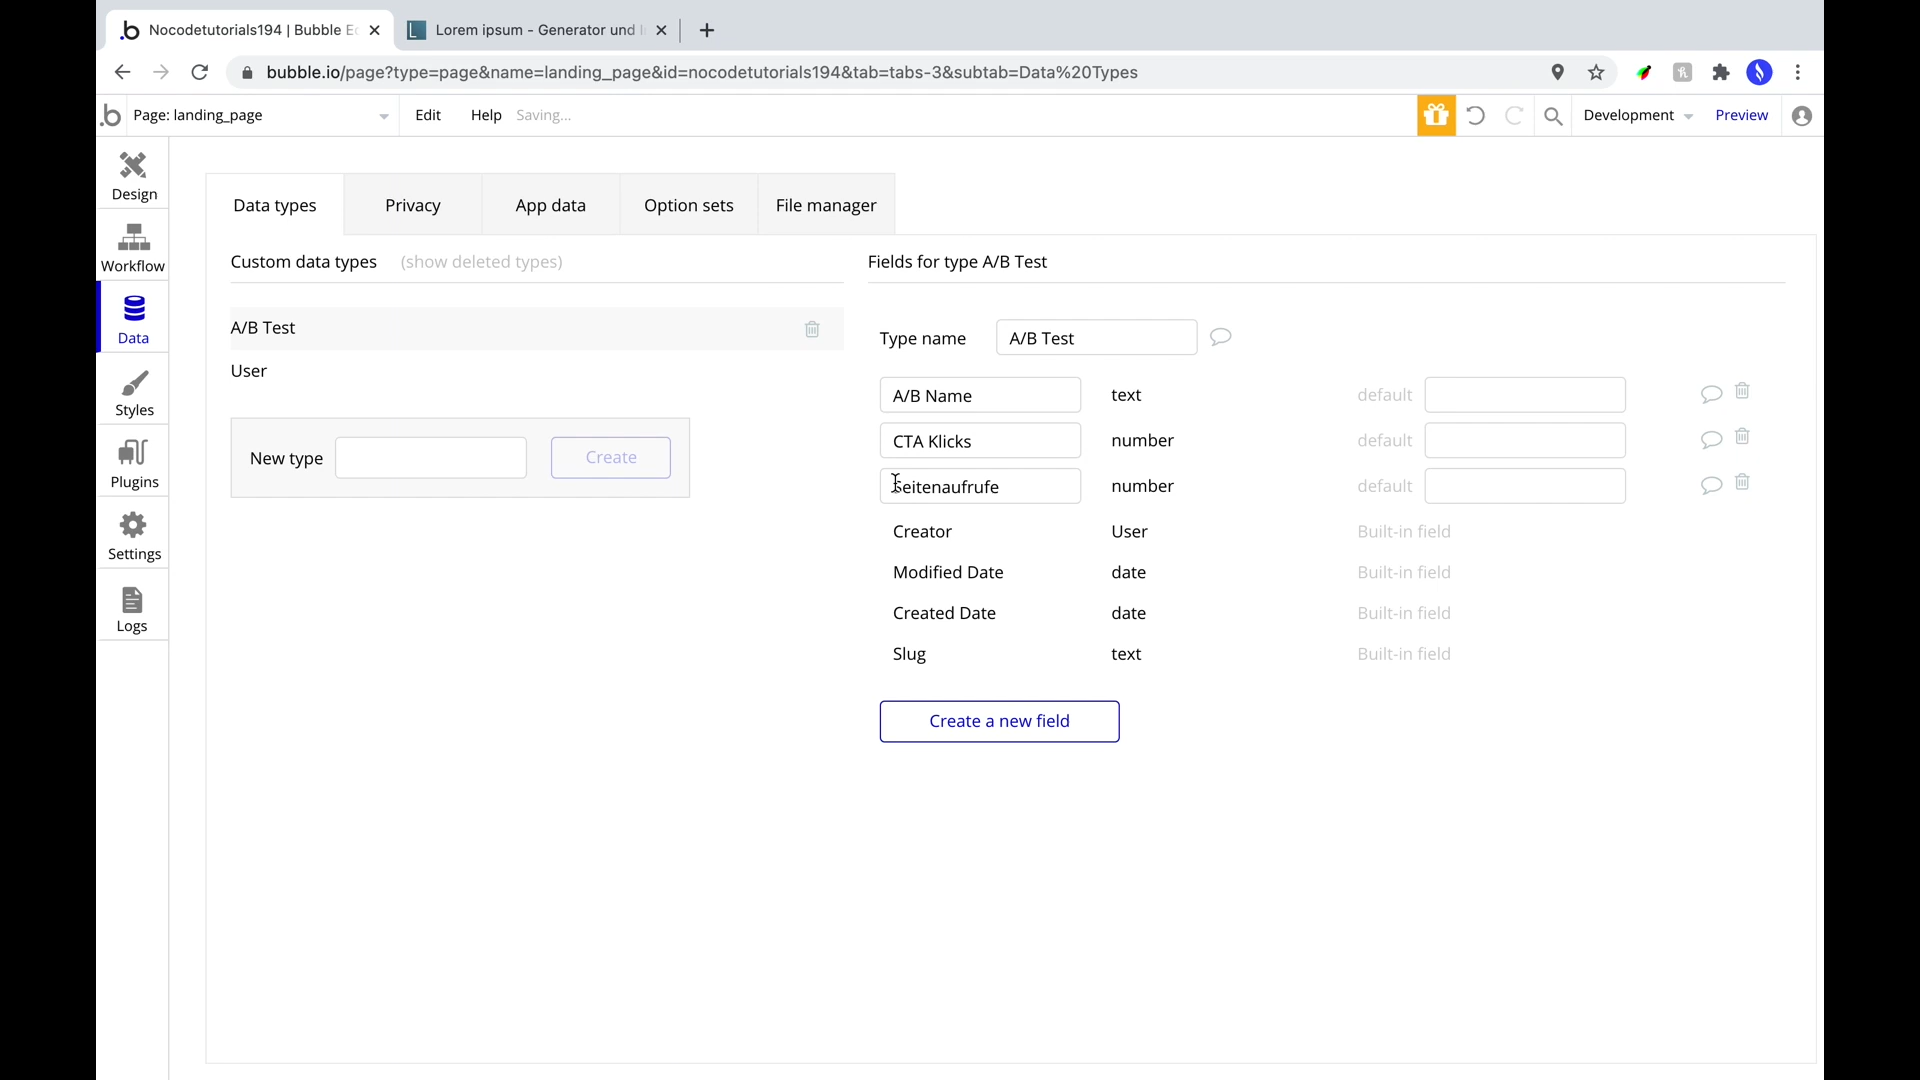 Nocodetutorials194 | Bubble E
Lorem ipsum - Generator und
bubble.io/page?type=page&name=landing_page&id=nocodetutorials194&tab=tabs-3&subtab=Data%20Types
Page: landing_page
Edit
Help
Saving...
Development
Preview
Design
Workflow
Data
Styles
Plugins
Settings
Logs
Data types
Privacy
App data
Option sets
File manager
Custom data types
(show deleted types)
A/B Test
User
New type
Create
Fields for type A/B Test
Type name
A/B Test
A/B Name text default
CTA Klicks number default
Seitenaufrufe number default
Creator User Built-in field
Modified Date date Built-in field
Created Date date Built-in field
Slug text Built-in field
Create a new field